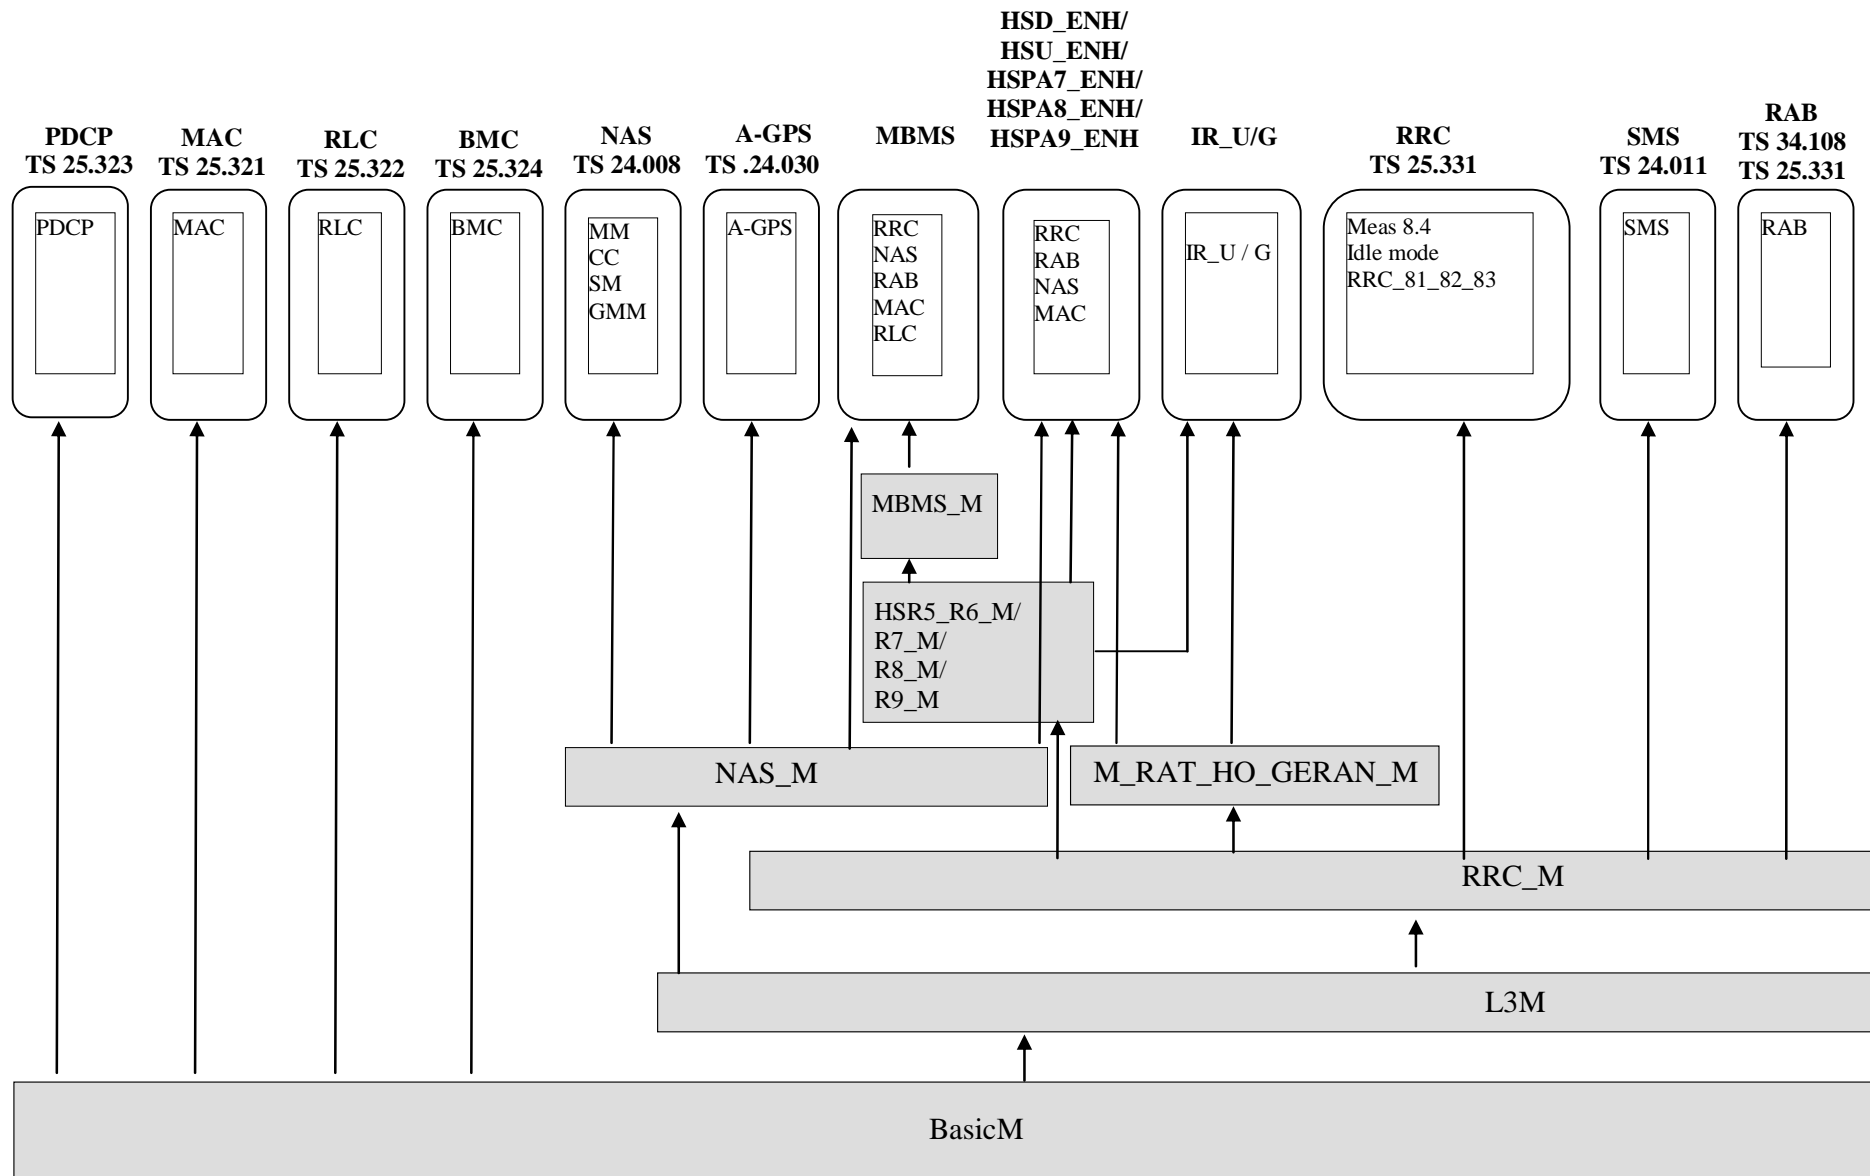 HSD_ENH/
HSU_ENH/
HSPA7_ENH/
HSPA8_ENH/
HSPA9_ENH
PDCP
TS 25.323
MAC
TS 25.321
RLC
TS 25.322
BMC
TS 25.324
NAS
TS 24.008
A-GPS
TS .24.030
MBMS
IR_U/G
RRC
TS 25.331
SMS
TS 24.011
RAB
TS 34.108
TS 25.331
PDCP
MAC
RLC
BMC
MM
CC
SM
GMM
A-GPS
RRC
NAS
RAB
MAC
RLC
RRC
RAB
NAS
MAC
IR_U / G
Meas 8.4
Idle mode
RRC_81_82_83
SMS
RAB
MBMS_M
HSR5_R6_M/
R7_M/
R8_M/
R9_M
NAS_M
M_RAT_HO_GERAN_M
RRC_M
L3M
BasicM